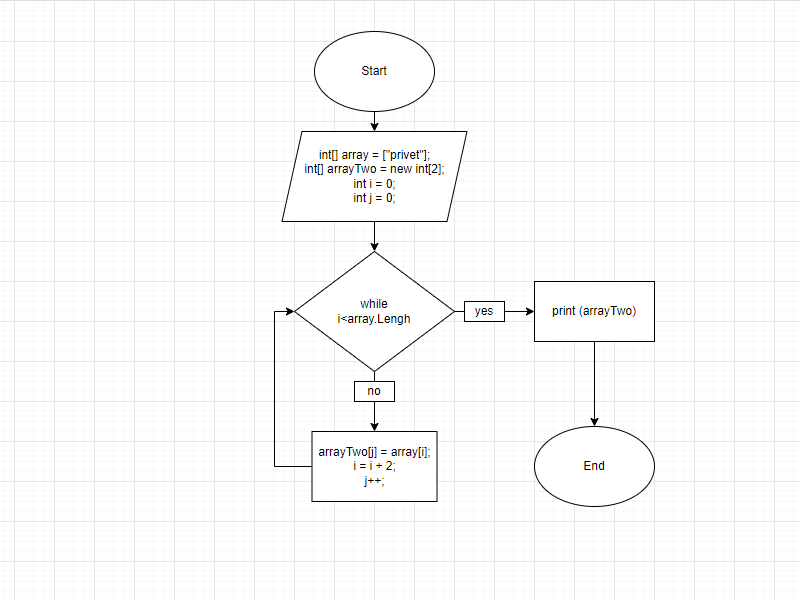 Start
int[] array = ["privet"];
int[] arrayTwo = new int[2];
int i = 0;
int j = 0;
while
i<array.Lengh
yes
print (arrayTwo)
no
arrayTwo[j] = array[i];
i = i + 2;
j++;
End